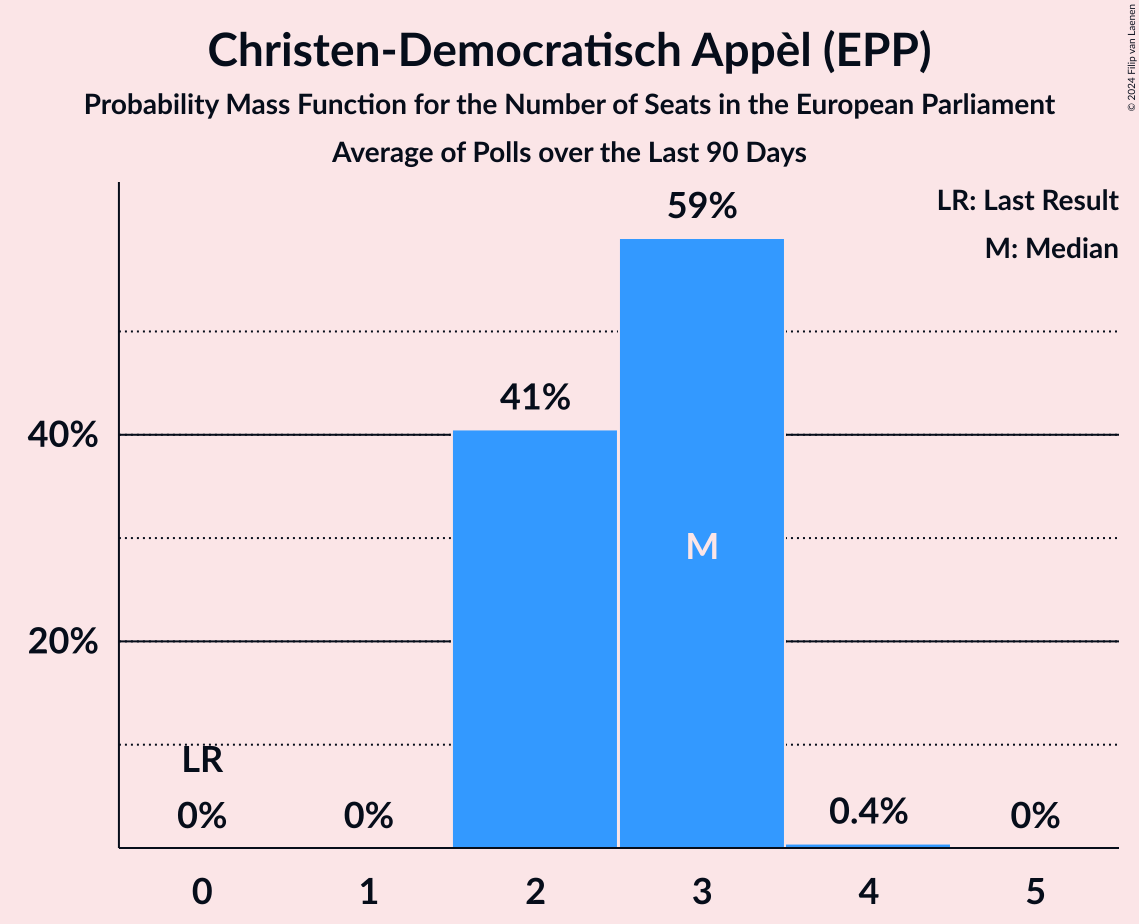 Christen-Democratisch Appèl (EPP)
Probability Mass Function for the Number of Seats in the European Parliament
Average of Polls over the Last 90 Days
© 2024 Filip van Laenen
LR: Last Result
M: Median
59%
41%
40%
M
20%
LR
0%
0%
0.4%
0%
0
1
2
3
4
5